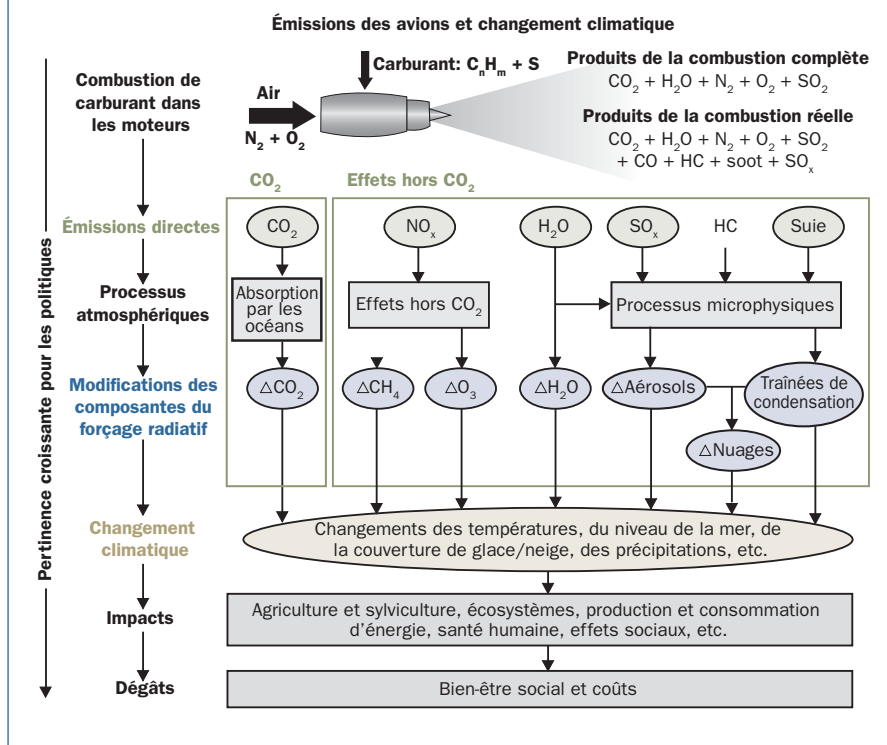 Émissions des avions et changement climatique
Combustion de
carburant dans
les moteurs
Carburant: CₙHₘ + S
Air
N₂ + O₂
Produits de la combustion complète
CO₂ + H₂O + N₂ + O₂ + SO₂
Produits de la combustion réelle
CO₂ + H₂O + N₂ + O₂ + SO₂
+ CO + HC + soot + SOₓ
Pertinence croissante pour les politiques
CO₂
Effets hors CO₂
Émissions directes
CO₂
NOₓ
H₂O
SOₓ
HC
Suie
Processus
atmosphériques
Absorption
par les
océans
Effets hors CO₂
Processus microphysiques
Modifications des
composantes du
forçage radiatif
△CO₂
△CH₄
△O₃
△H₂O
△Aérosols
Traînées de
condensation
△Nuages
Changement
climatique
Changements des températures, du niveau de la mer, de
la couverture de glace/neige, des précipitations, etc.
Impacts
Agriculture et sylviculture, écosystèmes, production et consommation
d'énergie, santé humaine, effets sociaux, etc.
Dégâts
Bien-être social et coûts